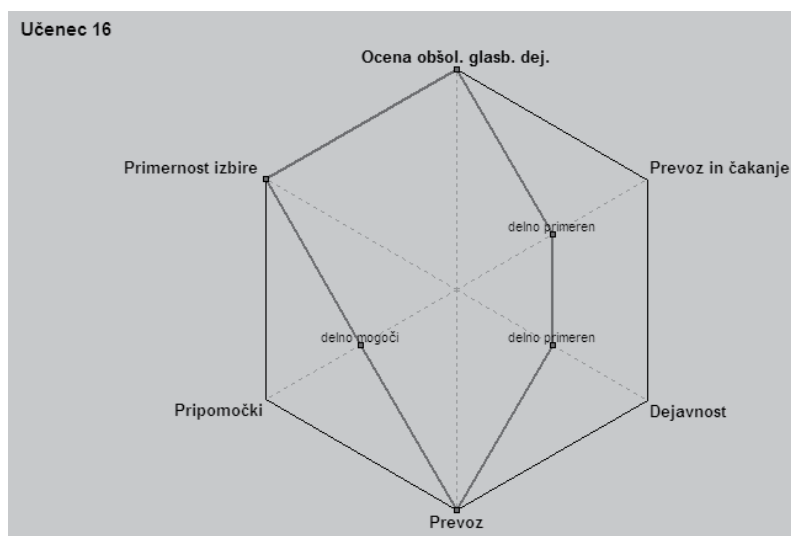 Učenec 16
Ocena obšol. glasb. dej.
Primernost izbire
Prevoz in čakanje
delno primeren
delno mogoči
delno primeren
Pripomočki
Dejavnost
Prevoz